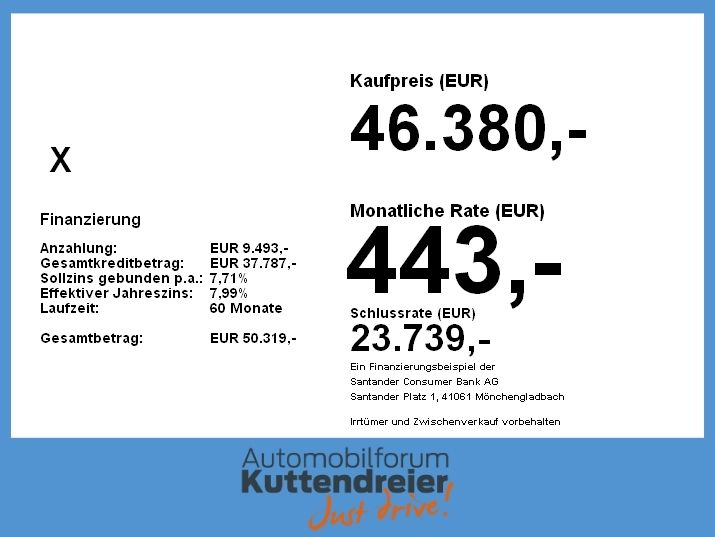 Kaufpreis (EUR)
46.380,-
X
Finanzierung
Anzahlung: EUR 9.493,-
Gesamtkreditbetrag: EUR 37.787,-
Sollzins gebunden p.a.: 7,71%
Effektiver Jahreszins: 7,99%
Laufzeit: 60 Monate
Gesamtbetrag: EUR 50.319,-
Monatliche Rate (EUR)
443,-
Schlussrate (EUR)
23.739,-
Ein Finanzierungsbeispiel der
Santander Consumer Bank AG
Santander Platz 1, 41061 Mönchengladbach
Irrtümer und Zwischenverkauf vorbehalten
Automobilforum
Kuttendreier
Just drive!